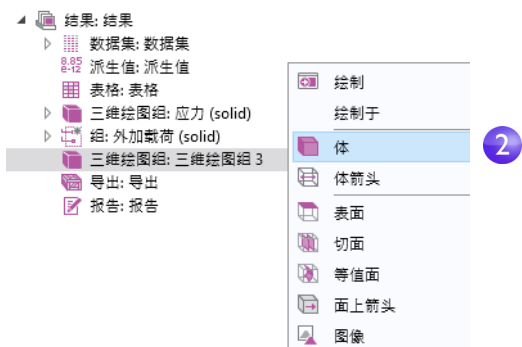 结果: 结果
数据集: 数据集
8.85
e-12
派生值: 派生值
表格: 表格
三维绘图组: 应力 (solid)
组: 外加载荷 (solid)
三维绘图组: 三维绘图组 3
导出: 导出
报告: 报告
绘制
绘制于
体
2
体箭头
表面
切面
等值面
面上箭头
图像